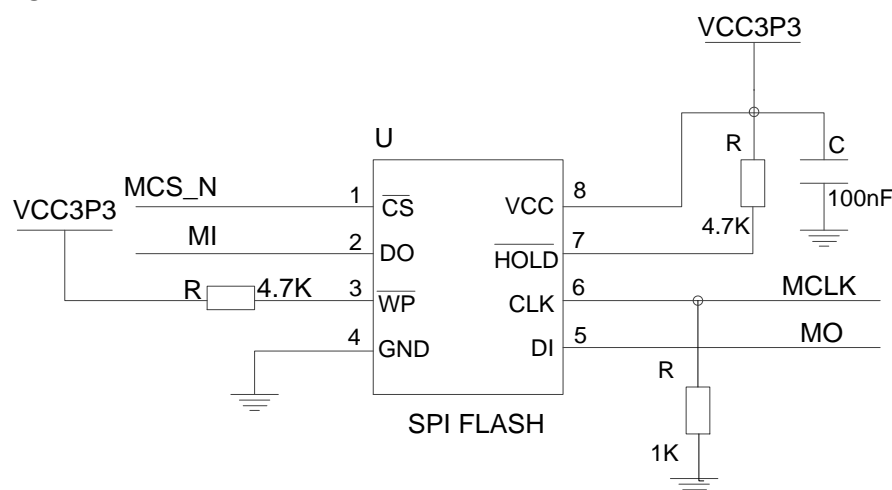 VCC3P3
U
R
C
MCS_N
1
CS
VCC
8
100nF
VCC3P3
MI
2
DO
HOLD
7
4.7K
R
4.7K
3
WP
CLK
6
MCLK
4
GND
DI
5
MO
R
SPI FLASH
1K